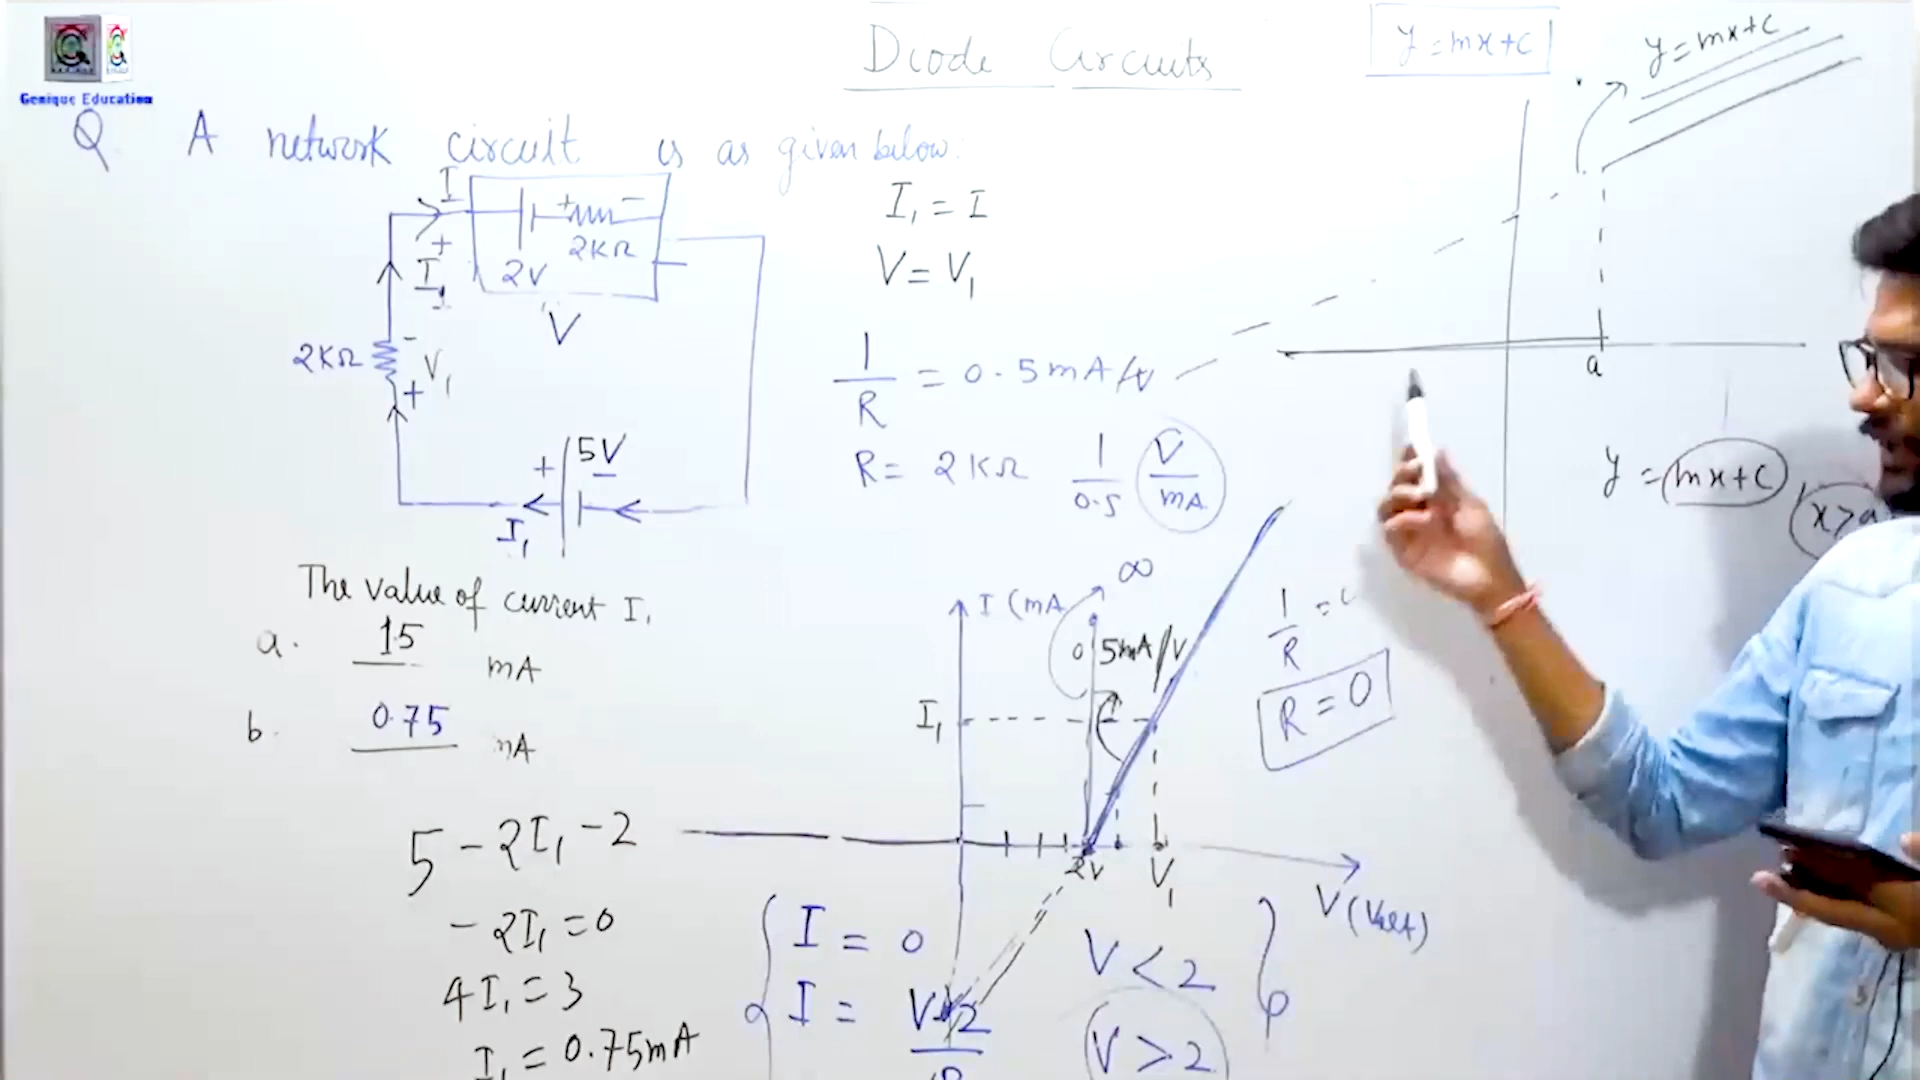 Genique Education
Diode Circuits
y = mx+c
y = mx+c
Q A network circuit is as given below:
I
+ -
2KΩ
2V
+
I1
V
2KΩ
-
V1
+
5V
+
I1
I1 = I
V = V1
1/R = 0.5mA/V
R = 2KΩ 1/0.5 V/mA
a
y = mx+c, x>a
The value of current I1
a. 1.5 mA
b. 0.75 mA
5 - 2I1 - 2
- 2I1 = 0
4I1 = 3
I1 = 0.75mA
∞
I (mA
0.5mA/V
I1
2V
V1
V (Volt)
1/R =
R = 0
I = 0 V < 2
I = V-2/R V > 2